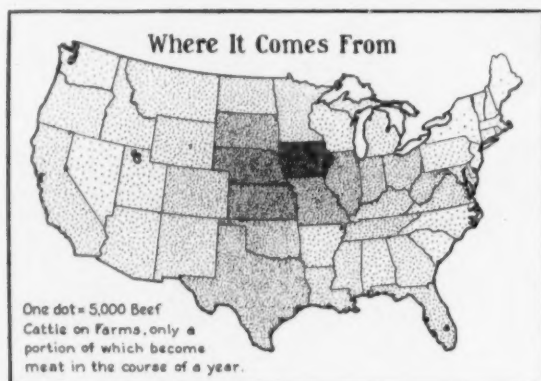 Where It Comes From
One dot = 5,000 Beef
Cattle on Farms, only a
portion of which become
meat in the course of a year.